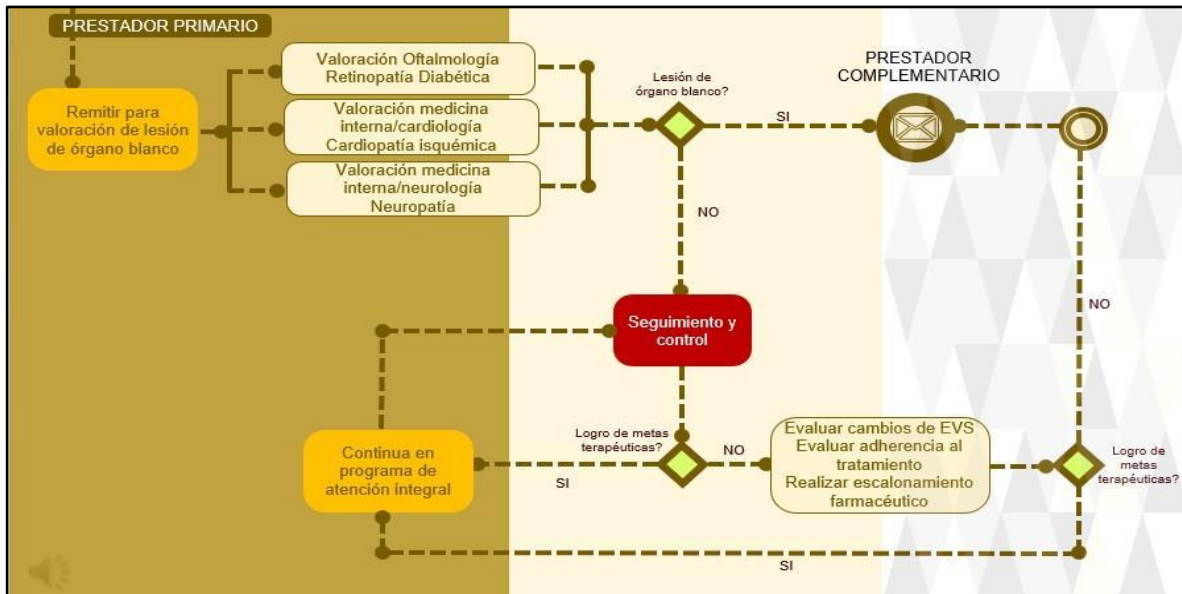 PRESTADOR PRIMARIO
Remitir para
valoración de lesión
de órgano blanco
Valoración Oftalmología
Retinopatía Diabética
Valoración medicina
interna/cardiología
Cardiopatía isquémica
Valoración medicina
interna/neurología
Neuropatía
Lesión de
órgano blanco?
SI
NO
PRESTADOR
COMPLEMENTARIO
NO
Seguimiento y
control
Logro de metas
terapéuticas?
SI
NO
Continua en
programa de
atención integral
Evaluar cambios de EVS
Evaluar adherencia al
tratamiento
Realizar escalonamiento
farmacéutico
Logro de
metas
terapéuticas?
SI